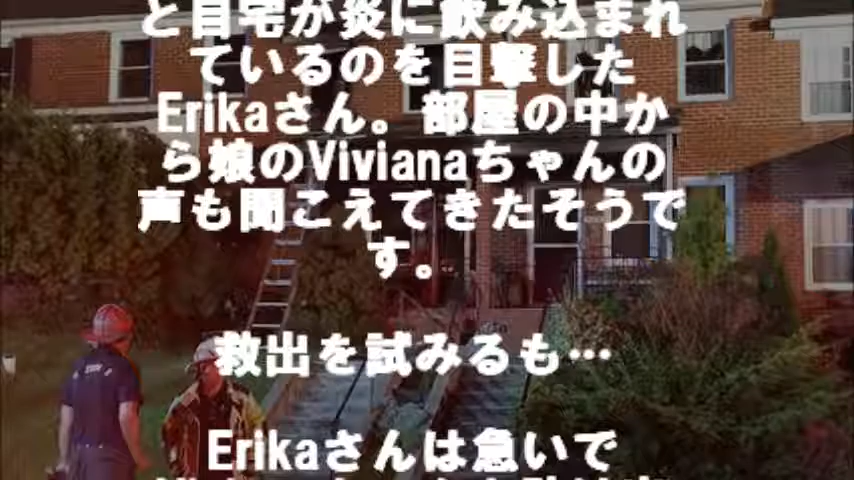 と自宅が炎に飲み込まれ
ているのを目撃した
Erikaさん。部屋の中か
ら娘のVivianaちゃんの
声も聞こえてきたそうで
す。
救出を試みるも…
Erikaさんは急いで